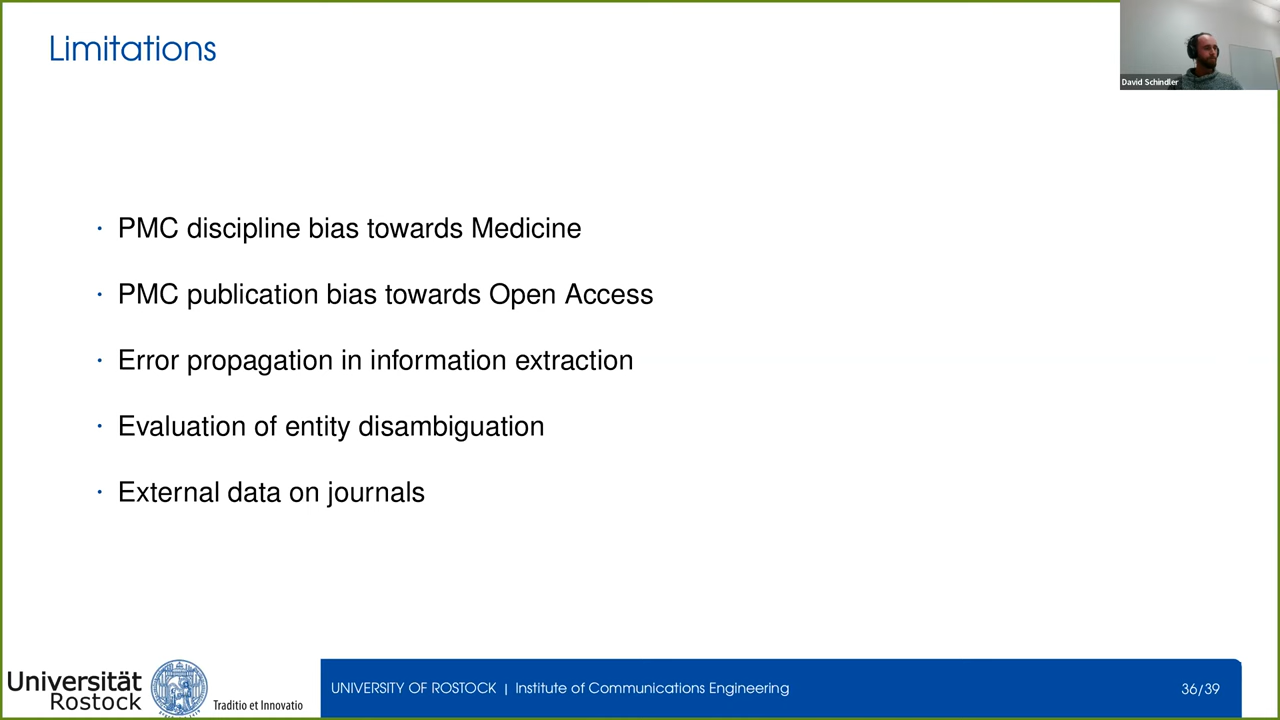 Limitations
David Schindler
· PMC discipline bias towards Medicine
· PMC publication bias towards Open Access
· Error propagation in information extraction
· Evaluation of entity disambiguation
· External data on journals
Universität
Rostock
Traditio et Innovatio
UNIVERSITY OF ROSTOCK | Institute of Communications Engineering
36/39